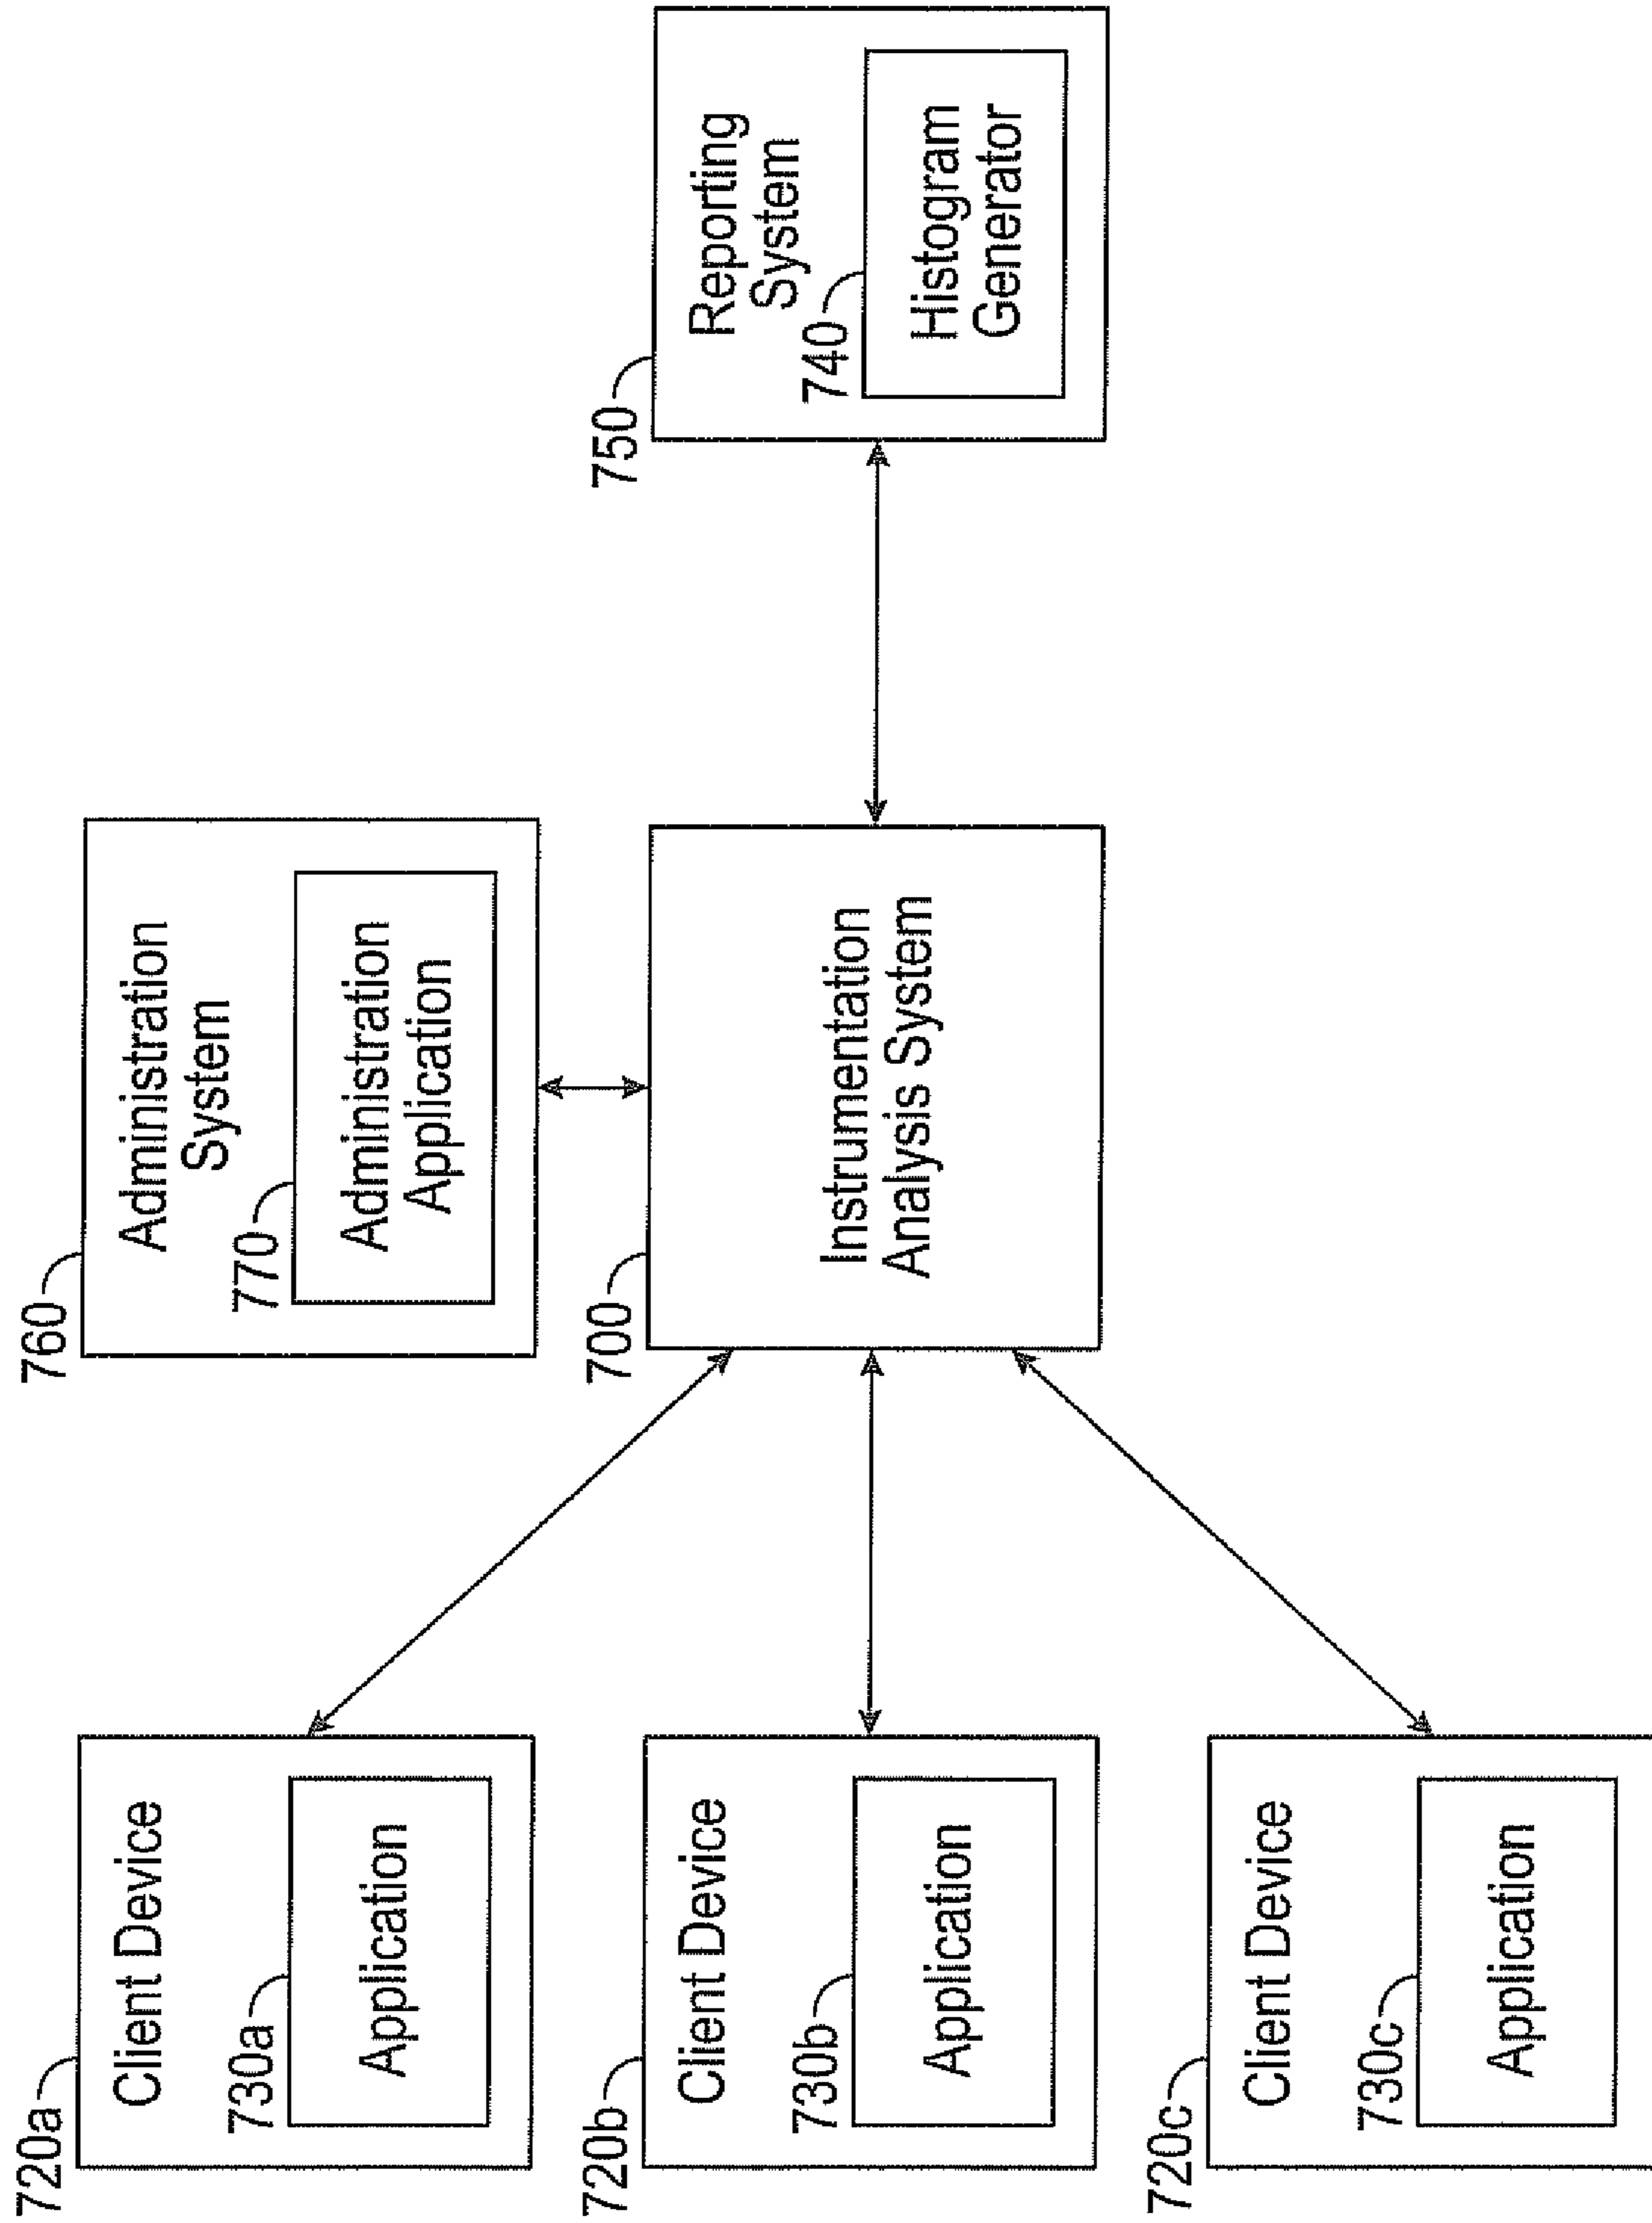 720a
Client Device
730a
Application
720b
Client Device
730b
Application
720c
Client Device
730c
Application
760
Administration
System
770
Administration
Application
700
Instrumentation
Analysis System
750
Reporting
System
740
Histogram
Generator